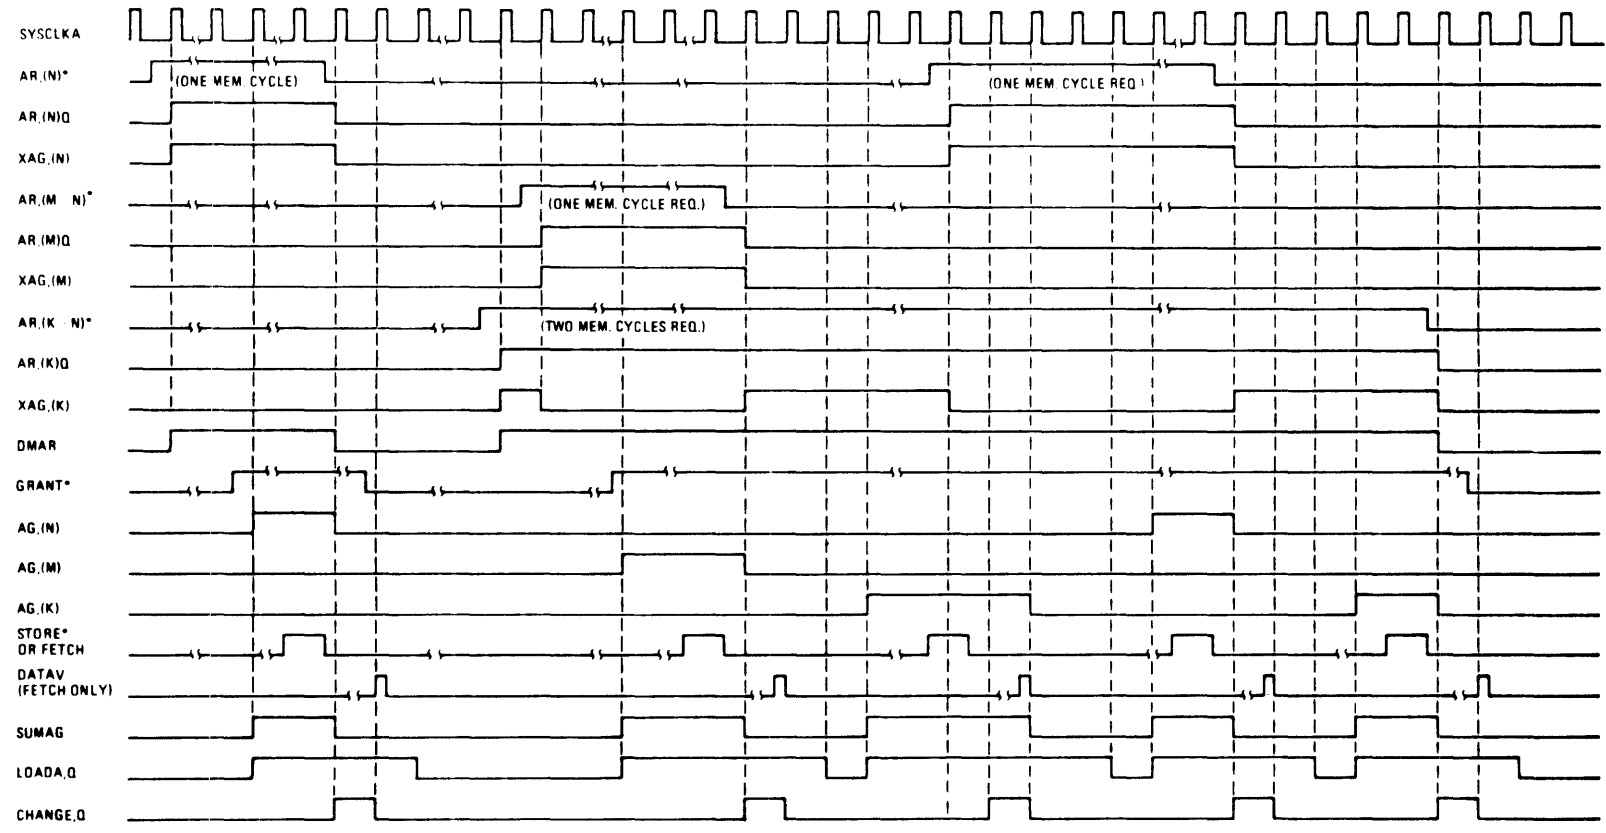 SYSCLKA
AR,(N)*
(ONE MEM. CYCLE)
(ONE MEM. CYCLE REQ.)
AR,(N)Q
XAG,(N)
AR,(M N)*
(ONE MEM. CYCLE REQ.)
AR,(M)Q
XAG,(M)
AR,(K N)*
(TWO MEM. CYCLES REQ.)
AR,(K)Q
XAG,(K)
DMAR
GRANT*
AG,(N)
AG,(M)
AG,(K)
STORE*
OR FETCH
DATAV
(FETCH ONLY)
SUMAG
LOADA,Q
CHANGE,Q